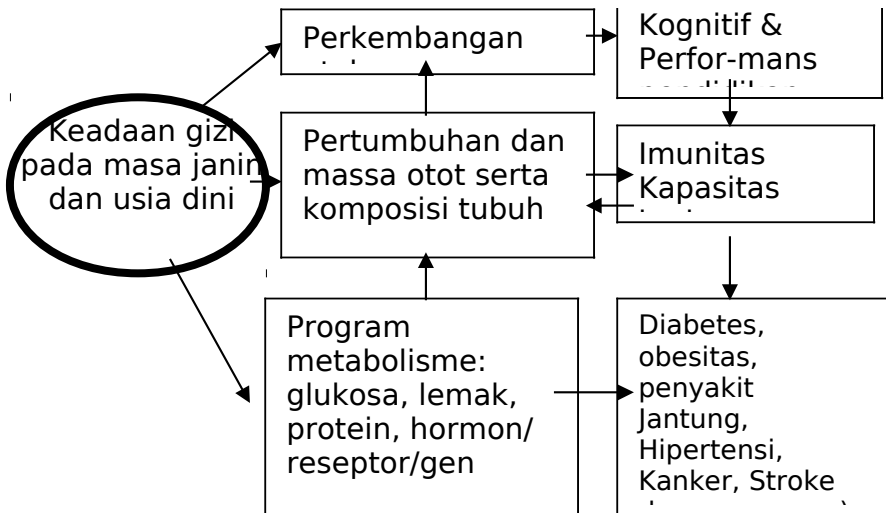 Keadaan gizi
pada masa janin
dan usia dini
Perkembangan
Pertumbuhan dan
massa otot serta
komposisi tubuh
Program
metabolisme:
glukosa, lemak,
protein, hormon/
reseptor/gen
Kognitif &
Perfor-mans
Imunitas
Kapasitas
Diabetes,
obesitas,
penyakit
Jantung,
Hipertensi,
Kanker, Stroke